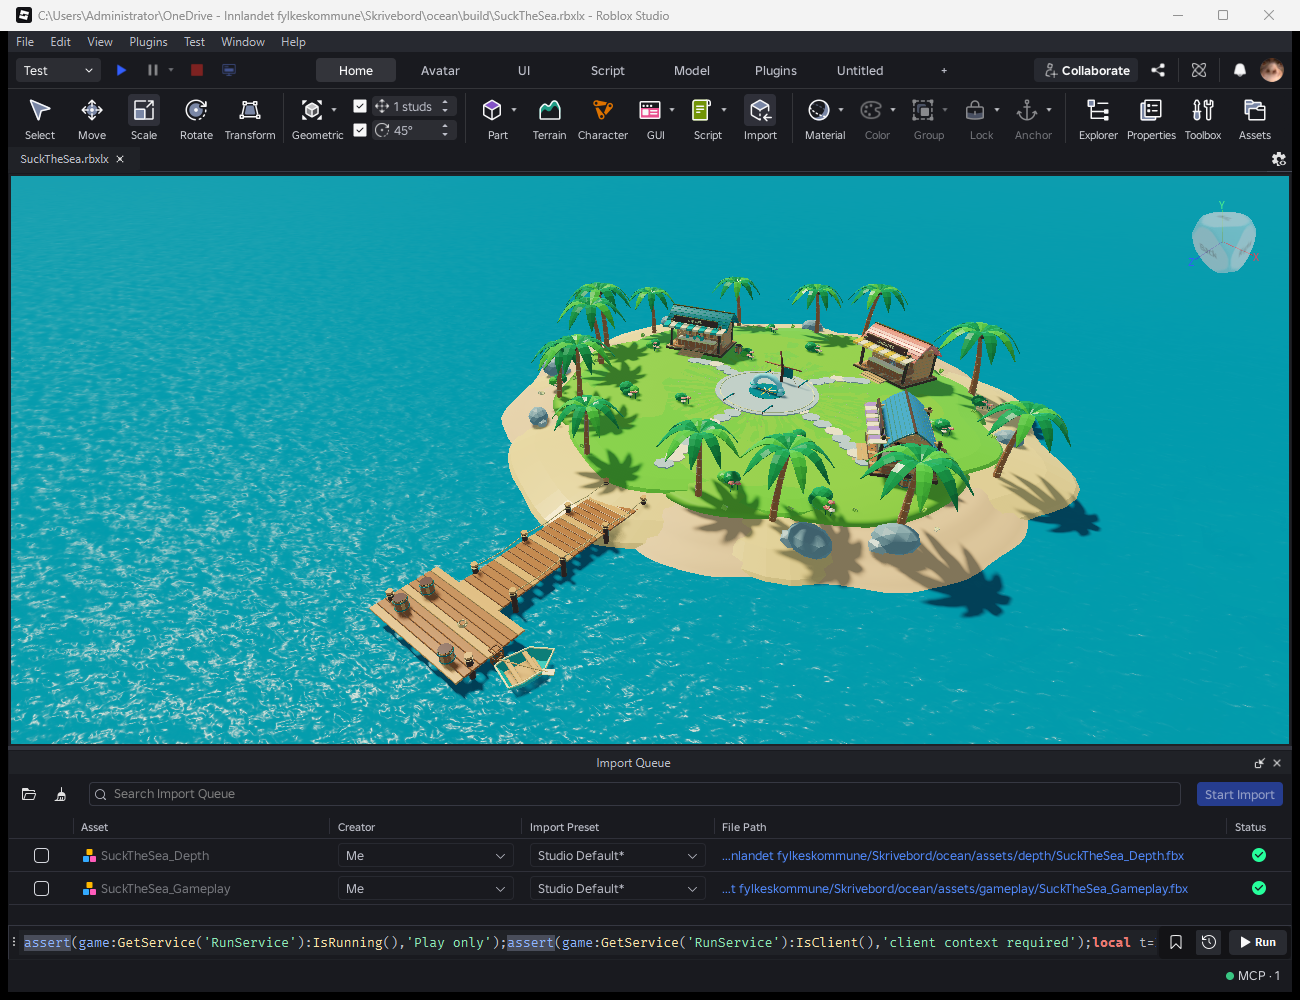 C:\Users\Administrator\OneDrive - Innlandet fylkeskommune\Skrivebord\ocean\build\SuckTheSea.rbxlx - Roblox Studio
File Edit View Plugins Test Window Help
Test Home Avatar UI Script Model Plugins Untitled + Collaborate
1 studs
45°
Select Move Scale Rotate Transform Geometric Part Terrain Character GUI Script Import Material Color Group Lock Anchor Explorer Properties Toolbox Assets
SuckTheSea.rbxlx
Y
X
Z
Import Queue
Search Import Queue Start Import
Asset Creator Import Preset File Path Status
SuckTheSea_Depth Me Studio Default* ...nlandet fylkeskommune/Skrivebord/ocean/assets/depth/SuckTheSea_Depth.fbx
SuckTheSea_Gameplay Me Studio Default* ...t fylkeskommune/Skrivebord/ocean/assets/gameplay/SuckTheSea_Gameplay.fbx
assert(game:GetService('RunService'):IsRunning(),'Play only');assert(game:GetService('RunService'):IsClient(),'client context required');local t= Run
MCP · 1